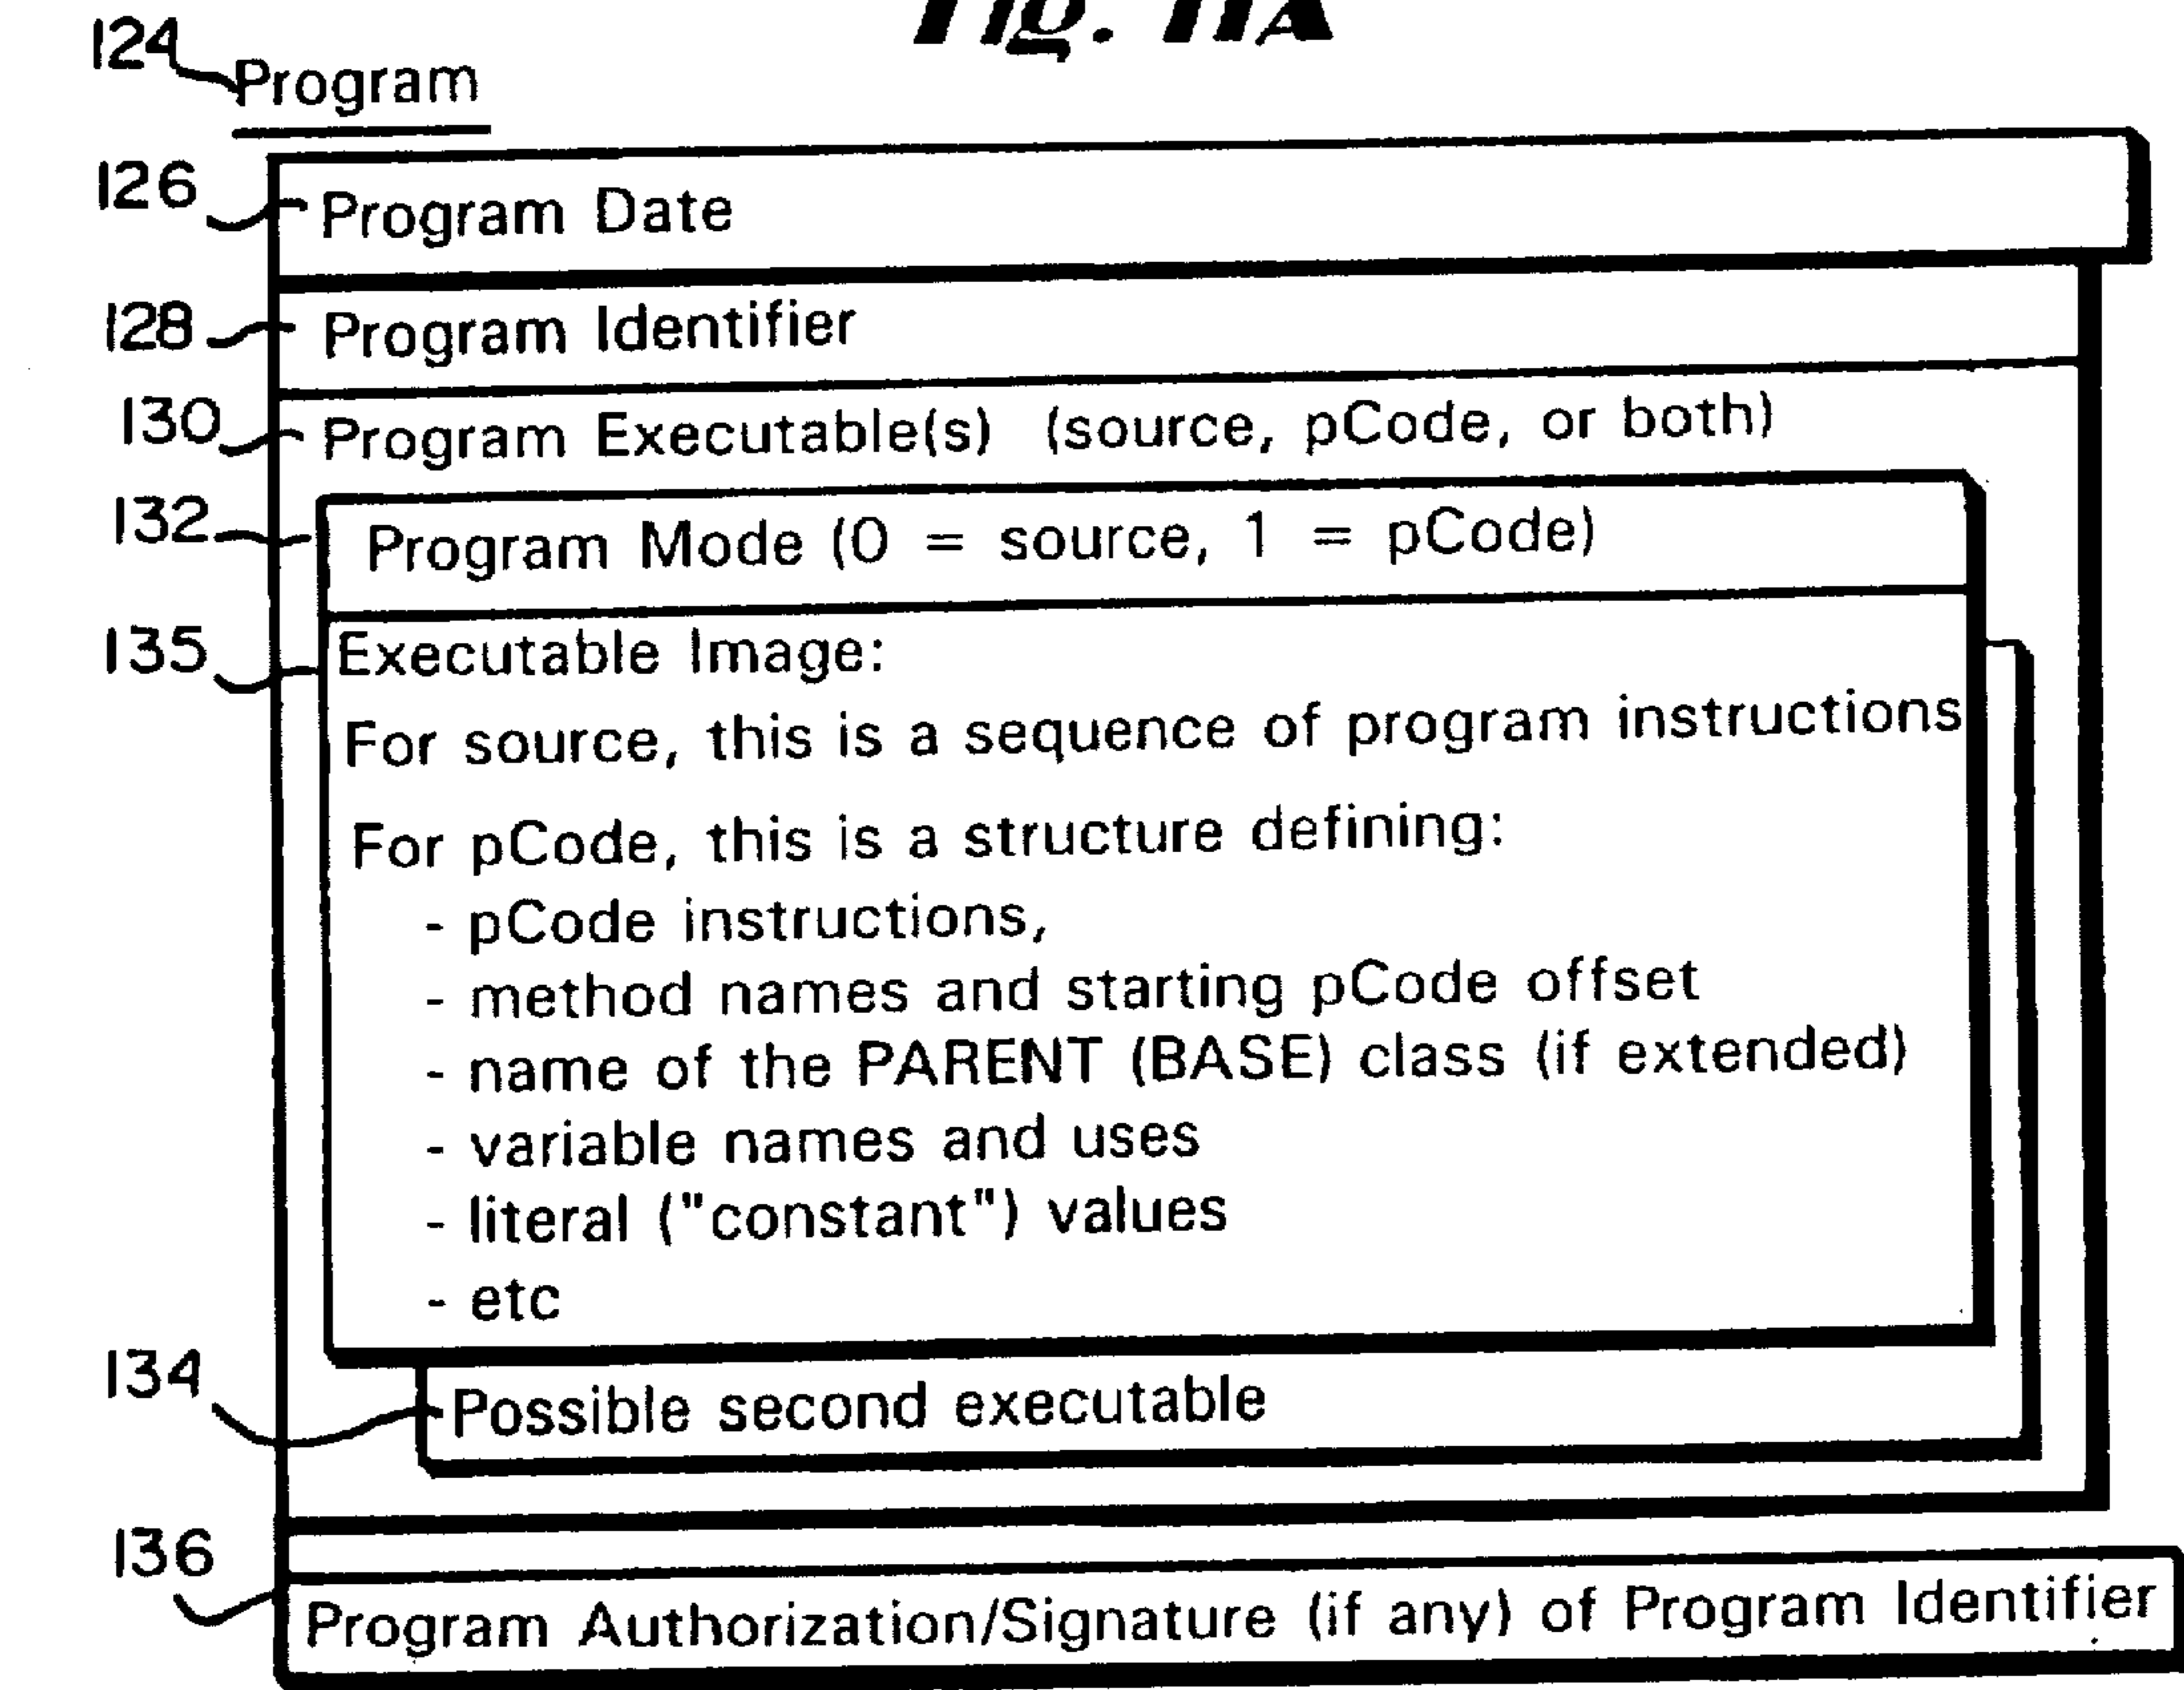 Fig. 11A
124 Program
126 Program Date
128 Program Identifier
130 Program Executable(s) (source, pCode, or both)
132 Program Mode (0 = source, 1 = pCode)
135 Executable Image:
For source, this is a sequence of program instructions
For pCode, this is a structure defining:
- pCode instructions,
- method names and starting pCode offset
- name of the PARENT (BASE) class (if extended)
- variable names and uses
- literal ("constant") values
- etc
134 Possible second executable
136 Program Authorization/Signature (if any) of Program Identifier